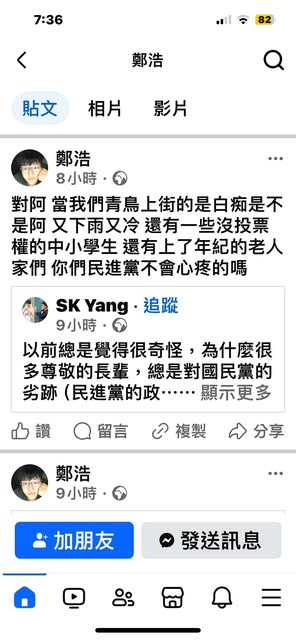 7:36
82
鄭浩
貼文
相片
影片
鄭浩
8小時
對阿 當我們青鳥上街的是白痴是不
是阿 又下雨又冷 還有一些沒投票
權的中小學生 還有上了年紀的老人
家們 你們民進黨不會心疼的嗎
SK Yang · 追蹤
9小時
以前總是覺得很奇怪，為什麼很
多尊敬的長輩，總是對國民黨的
劣跡（民進黨的政⋯⋯ 顯示更多
讚
留言
複製
分享
鄭浩
9小時
加朋友
發送訊息